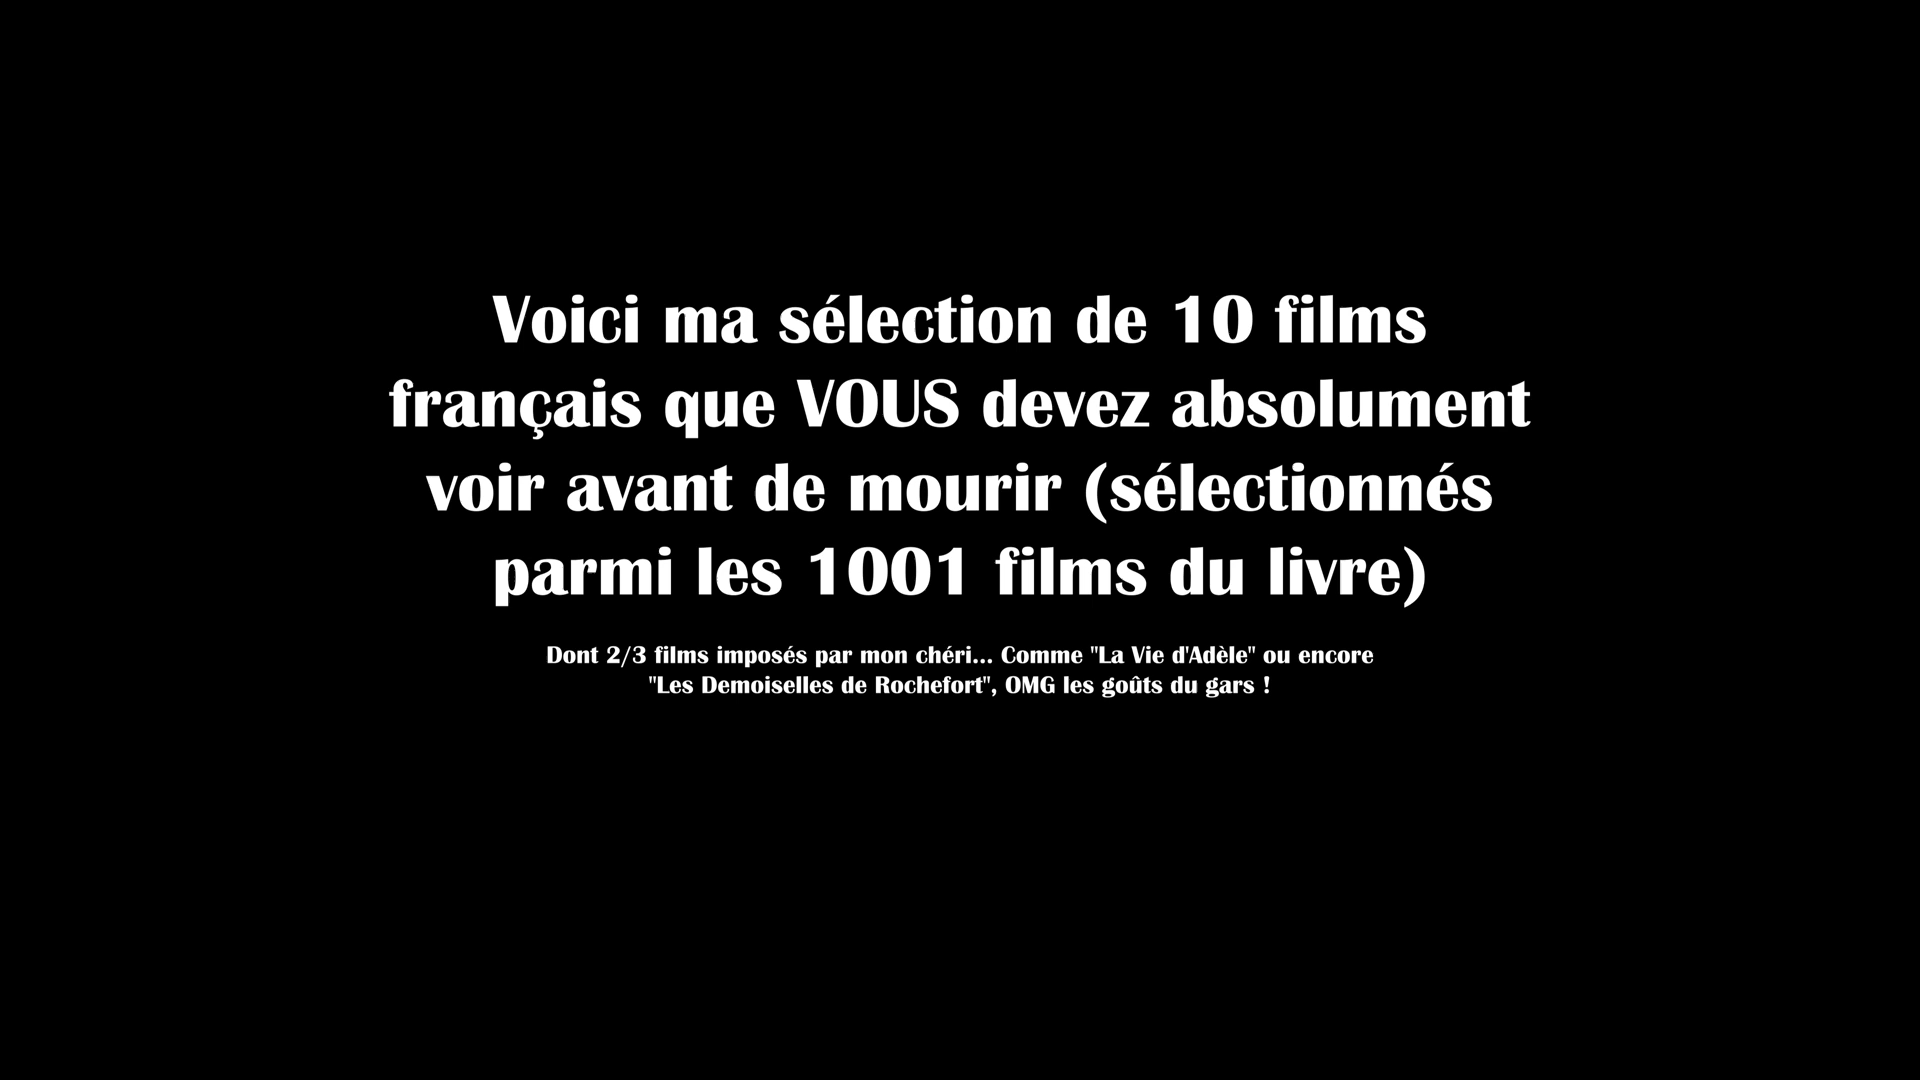 Voici ma sélection de 10 films
français que VOUS devez absolument
voir avant de mourir (sélectionnés
parmi les 1001 films du livre)
Dont 2/3 films imposés par mon chéri... Comme "La Vie d'Adèle" ou encore
"Les Demoiselles de Rochefort", OMG les goûts du gars !